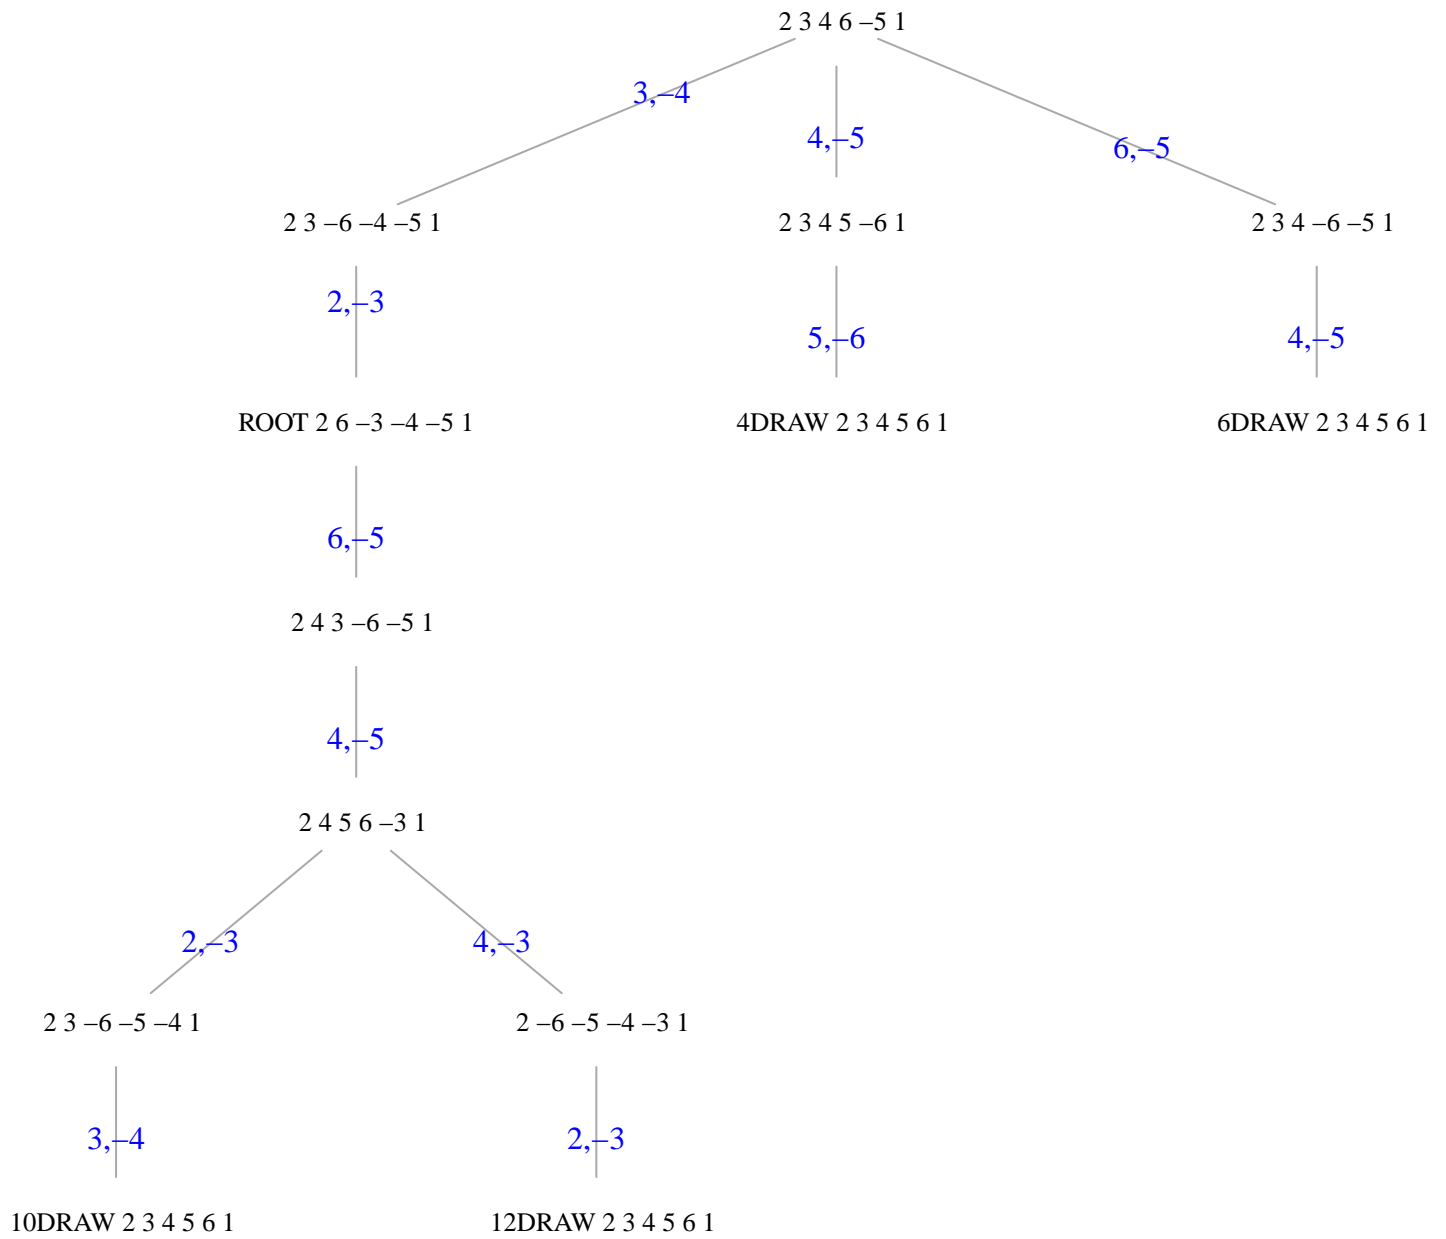 2 3 4 6 –5 1
3,–4
4,–5
6,–5
2 3 –6 –4 –5 1
2 3 4 5 –6 1
2 3 4 –6 –5 1
2,–3
5,–6
4,–5
ROOT 2 6 –3 –4 –5 1
4DRAW 2 3 4 5 6 1
6DRAW 2 3 4 5 6 1
6,–5
2 4 3 –6 –5 1
4,–5
2 4 5 6 –3 1
2,–3
4,–3
2 3 –6 –5 –4 1
2 –6 –5 –4 –3 1
3,–4
2,–3
10DRAW 2 3 4 5 6 1
12DRAW 2 3 4 5 6 1